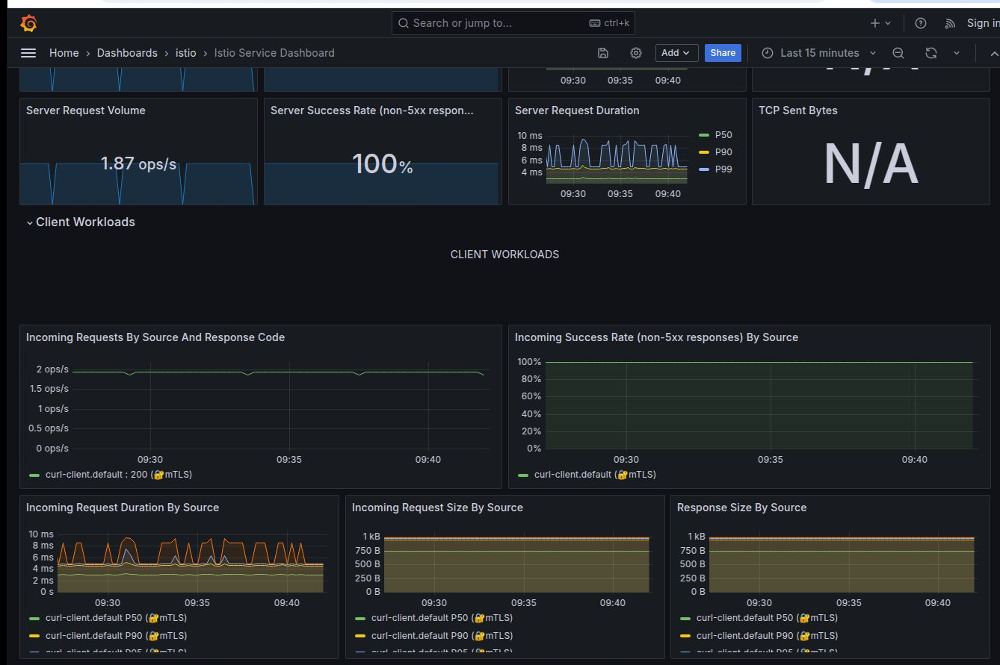 Search or jump to... ctrl+k
Sign in
Home › Dashboards › istio › Istio Service Dashboard
Add
Share
Last 15 minutes
09:30 09:35 09:40
Server Request Volume
1.87 ops/s
Server Success Rate (non-5xx respon...
100%
Server Request Duration
10 ms
8 ms
6 ms
4 ms
09:30 09:35 09:40
P50
P90
P99
TCP Sent Bytes
N/A
Client Workloads
CLIENT WORKLOADS
Incoming Requests By Source And Response Code
2 ops/s
1.5 ops/s
1 ops/s
0.5 ops/s
0 ops/s
09:30 09:35 09:40
curl-client.default : 200 (🔐mTLS)
Incoming Success Rate (non-5xx responses) By Source
100%
80%
60%
40%
20%
0%
09:30 09:35 09:40
curl-client.default (🔐mTLS)
Incoming Request Duration By Source
10 ms
8 ms
6 ms
4 ms
2 ms
0 s
09:30 09:35 09:40
curl-client.default P50 (🔐mTLS)
curl-client.default P90 (🔐mTLS)
curl-client.default P95 (🔐mTLS)
Incoming Request Size By Source
1 kB
750 B
500 B
250 B
0 B
09:30 09:35 09:40
curl-client.default P50 (🔐mTLS)
curl-client.default P90 (🔐mTLS)
curl-client.default P95 (🔐mTLS)
Response Size By Source
1 kB
750 B
500 B
250 B
0 B
09:30 09:35 09:40
curl-client.default P50 (🔐mTLS)
curl-client.default P90 (🔐mTLS)
curl-client.default P95 (🔐mTLS)